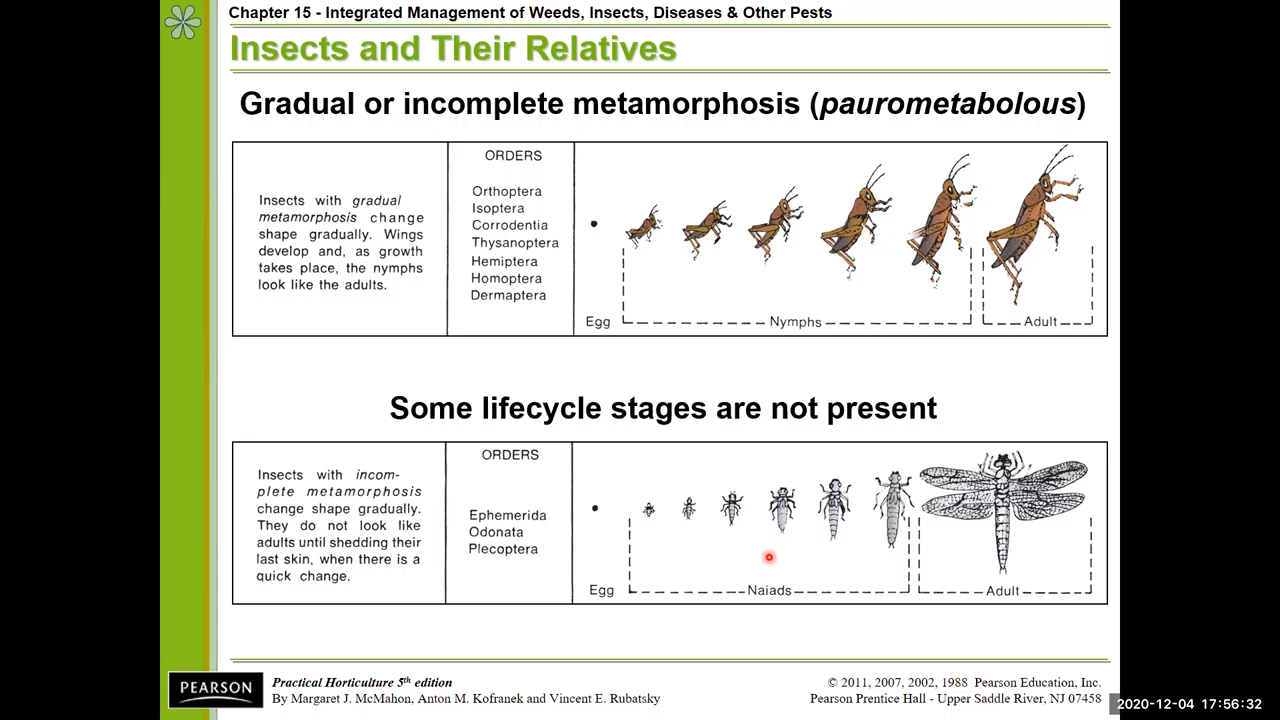 Chapter 15 - Integrated Management of Weeds, Insects, Diseases & Other Pests
Insects and Their Relatives
Gradual or incomplete metamorphosis (paurometabolous)
Insects with gradual
metamorphosis change
shape gradually. Wings
develop and, as growth
takes place, the nymphs
look like the adults.
ORDERS
Orthoptera
Isoptera
Corrodentia
Thysanoptera
Hemiptera
Homoptera
Dermaptera
Egg
Nymphs
Adult
Some lifecycle stages are not present
Insects with incom-
plete metamorphosis
change shape gradually.
They do not look like
adults until shedding their
last skin, when there is a
quick change.
ORDERS
Ephemerida
Odonata
Plecoptera
Egg
Naiads
Adult
PEARSON
Practical Horticulture 5th edition
By Margaret J. McMahon, Anton M. Kofranek and Vincent E. Rubatsky
© 2011, 2007, 2002, 1988 Pearson Education, Inc.
Pearson Prentice Hall - Upper Saddle River, NJ 07458
2020-12-04 17:56:32